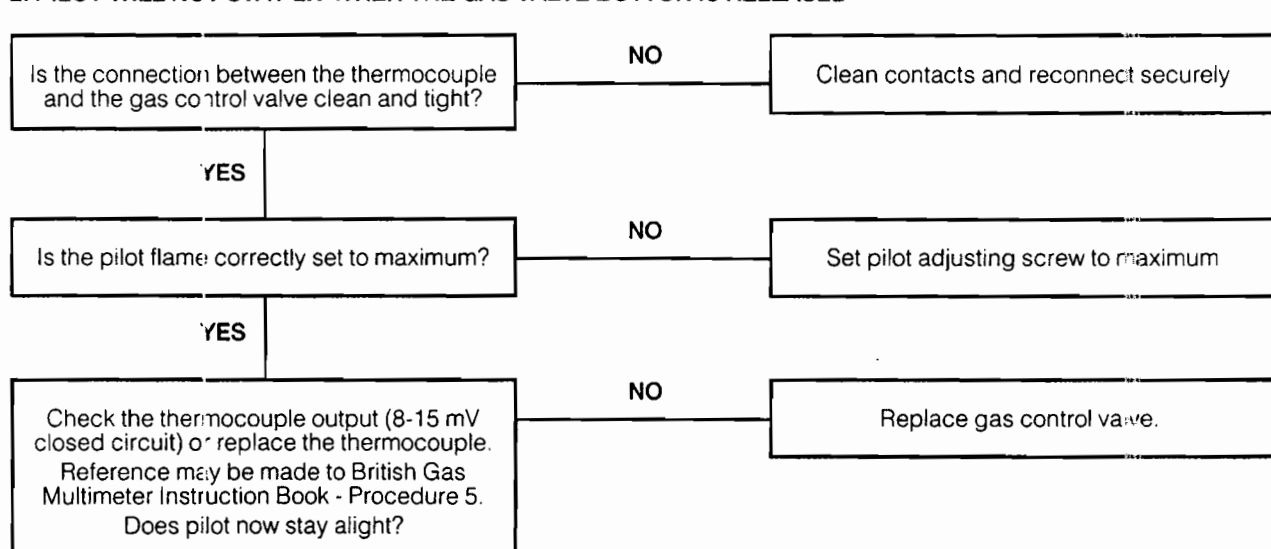 Is the connection between the thermocouple
and the gas control valve clean and tight?
NO
Clean contacts and reconnect securely
YES
Is the pilot flame correctly set to maximum?
NO
Set pilot adjusting screw to maximum
YES
Check the thermocouple output (8-15 mV
closed circuit) or replace the thermocouple.
Reference may be made to British Gas
Multimeter Instruction Book - Procedure 5.
Does pilot now stay alight?
NO
Replace gas control valve.